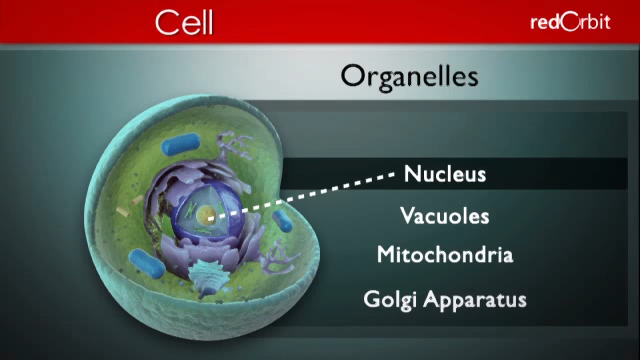 Cell
redOrbit
Organelles
Nucleus
Vacuoles
Mitochondria
Golgi Apparatus